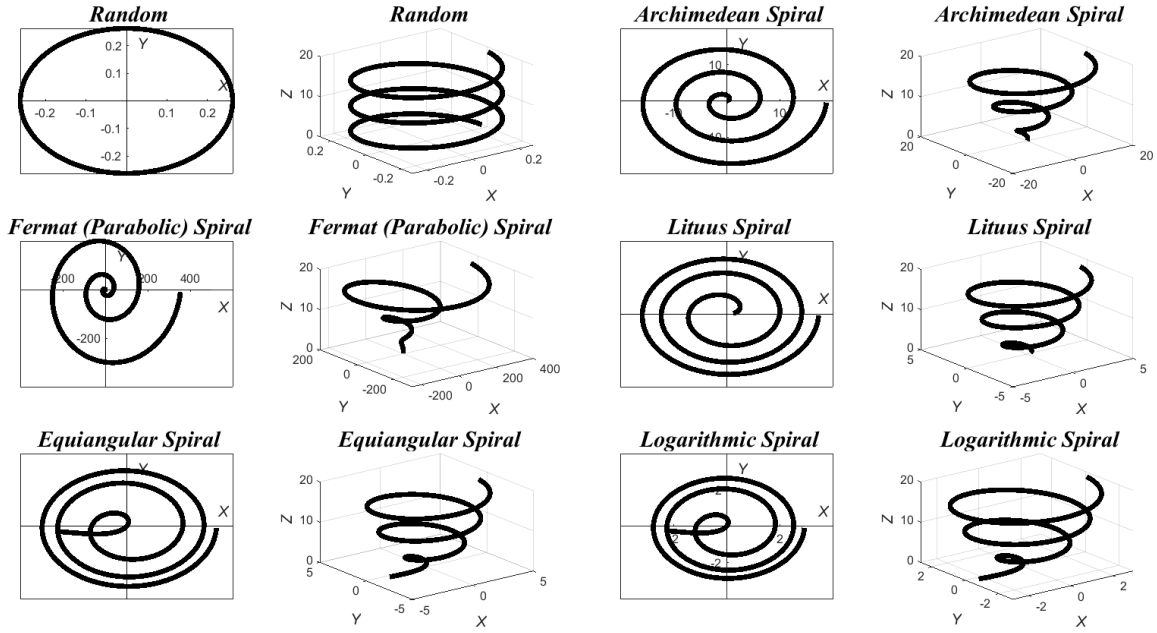 Random
0.2
Y
0.1
X
-0.2
-0.1
0.1
0.2
-0.1
-0.2
Random
20
Z
10
0
0.2
0
-0.2
Y
-0.2
0
0.2
X
Archimedean Spiral
Y
10
X
-10
10
Archimedean Spiral
20
Z
10
0
20
0
-20
Y
-20
0
20
X
Fermat (Parabolic) Spiral
Y
200
400
X
-200
Fermat (Parabolic) Spiral
20
Z
10
0
200
0
-200
Y
-200
0
200
400
X
Lituus Spiral
Y
X
Lituus Spiral
20
Z
10
0
5
0
-5
Y
-5
0
5
X
Equiangular Spiral
Y
X
Equiangular Spiral
20
Z
10
0
5
0
-5
Y
-5
0
5
X
Logarithmic Spiral
Y
2
X
2
-2
Logarithmic Spiral
20
Z
10
0
2
0
-2
Y
-2
0
2
X